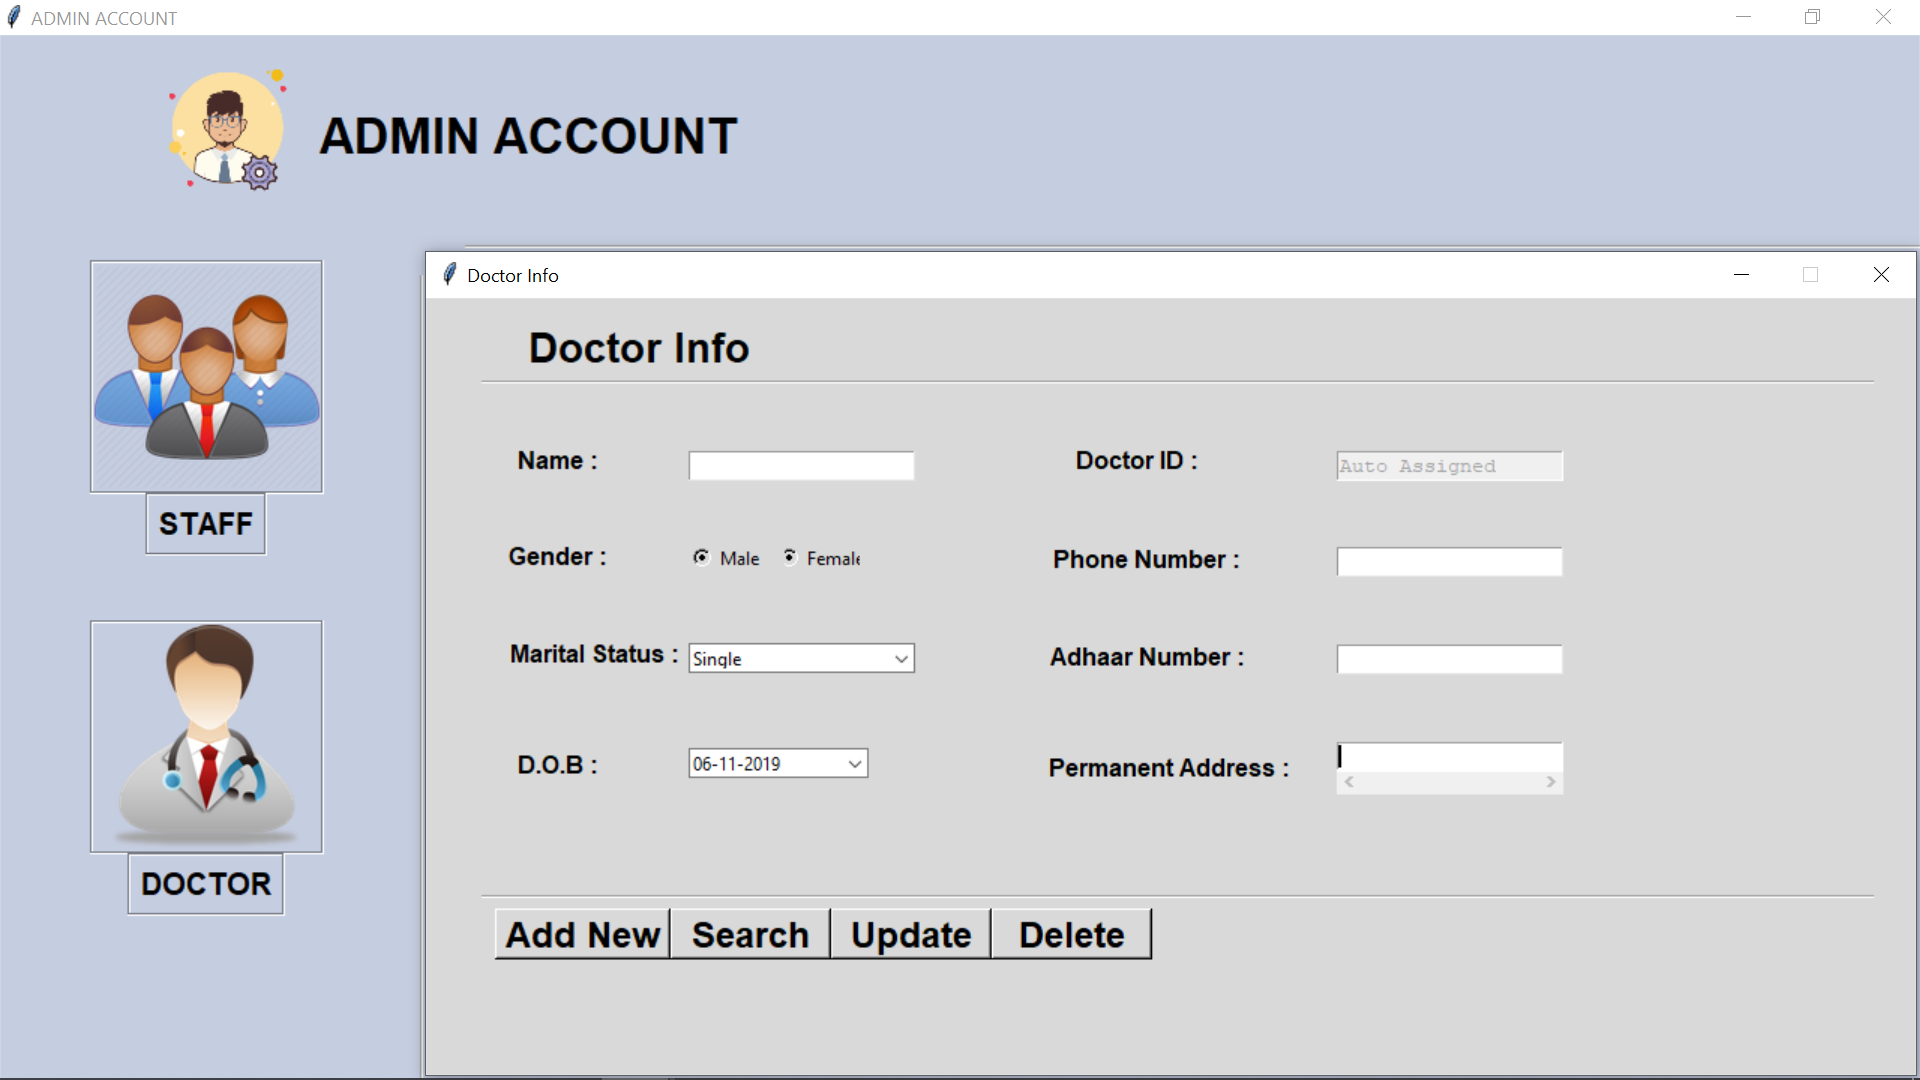 ADMIN ACCOUNT
ADMIN ACCOUNT
STAFF
DOCTOR
Doctor Info
Doctor Info
Name :
Doctor ID : Auto Assigned
Gender : Male Female
Phone Number :
Marital Status : Single
Adhaar Number :
D.O.B : 06-11-2019
Permanent Address :
Add New Search Update Delete